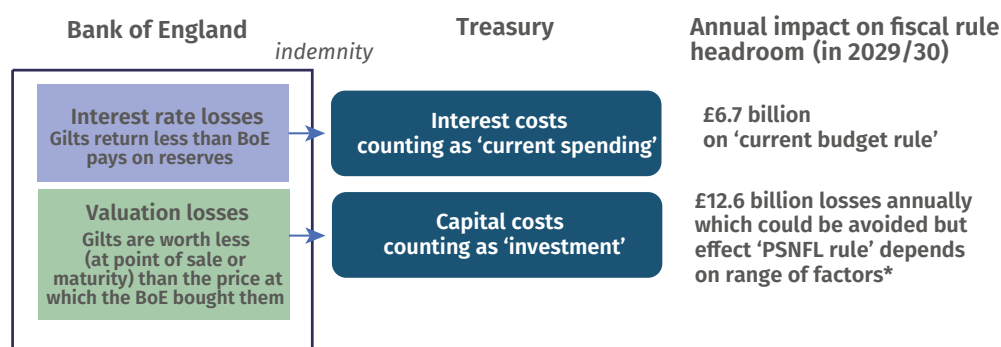 Bank of England
indemnity
Treasury
Annual impact on fiscal rule
headroom (in 2029/30)
Interest rate losses
Gilts return less than BoE
pays on reserves
Interest costs
counting as ‘current spending’
£6.7 billion
on ‘current budget rule’
Valuation losses
Gilts are worth less
(at point of sale or
maturity) than the price at
which the BoE bought them
Capital costs
counting as ‘investment’
£12.6 billion losses annually
which could be avoided but
effect ‘PSNFL rule’ depends
on range of factors*